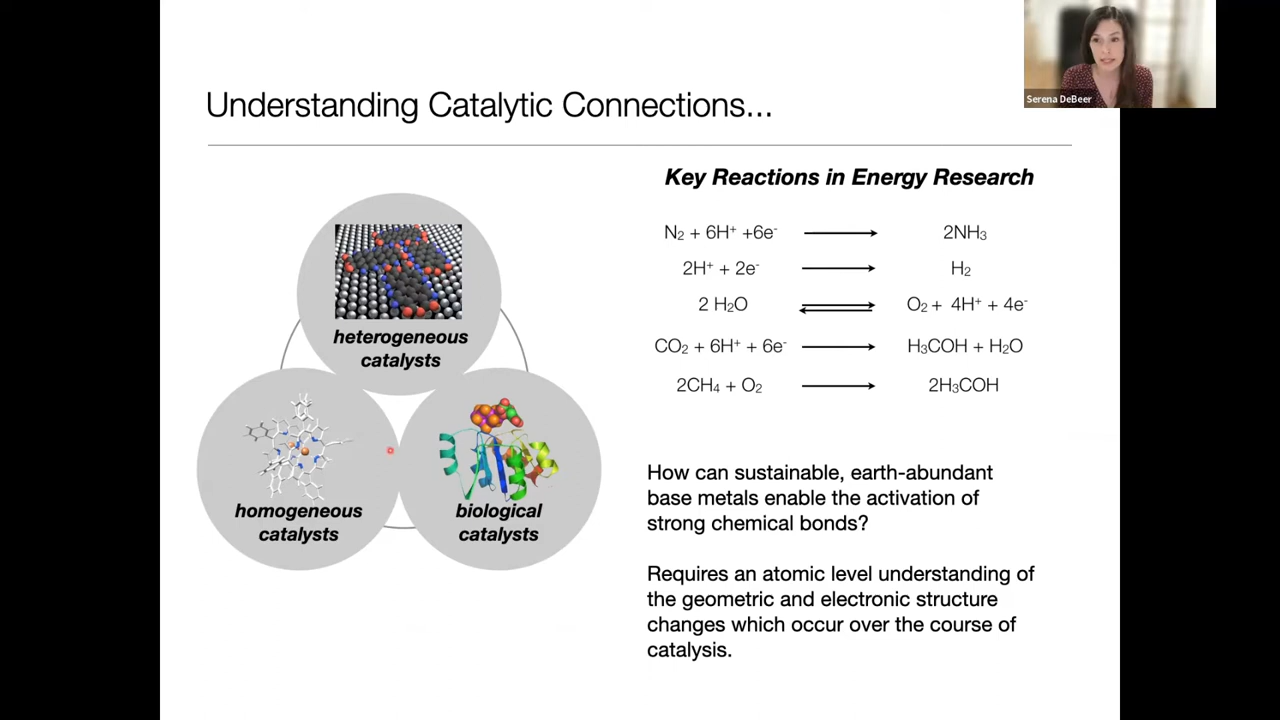 Serena DeBeer
Understanding Catalytic Connections...
heterogeneous
catalysts
homogeneous
catalysts
biological
catalysts
Key Reactions in Energy Research
N₂ + 6H⁺ +6e⁻ → 2NH₃
2H⁺ + 2e⁻ → H₂
2 H₂O ⇌ O₂ + 4H⁺ + 4e⁻
CO₂ + 6H⁺ + 6e⁻ → H₃COH + H₂O
2CH₄ + O₂ → 2H₃COH
How can sustainable, earth-abundant
base metals enable the activation of
strong chemical bonds?
Requires an atomic level understanding of
the geometric and electronic structure
changes which occur over the course of
catalysis.